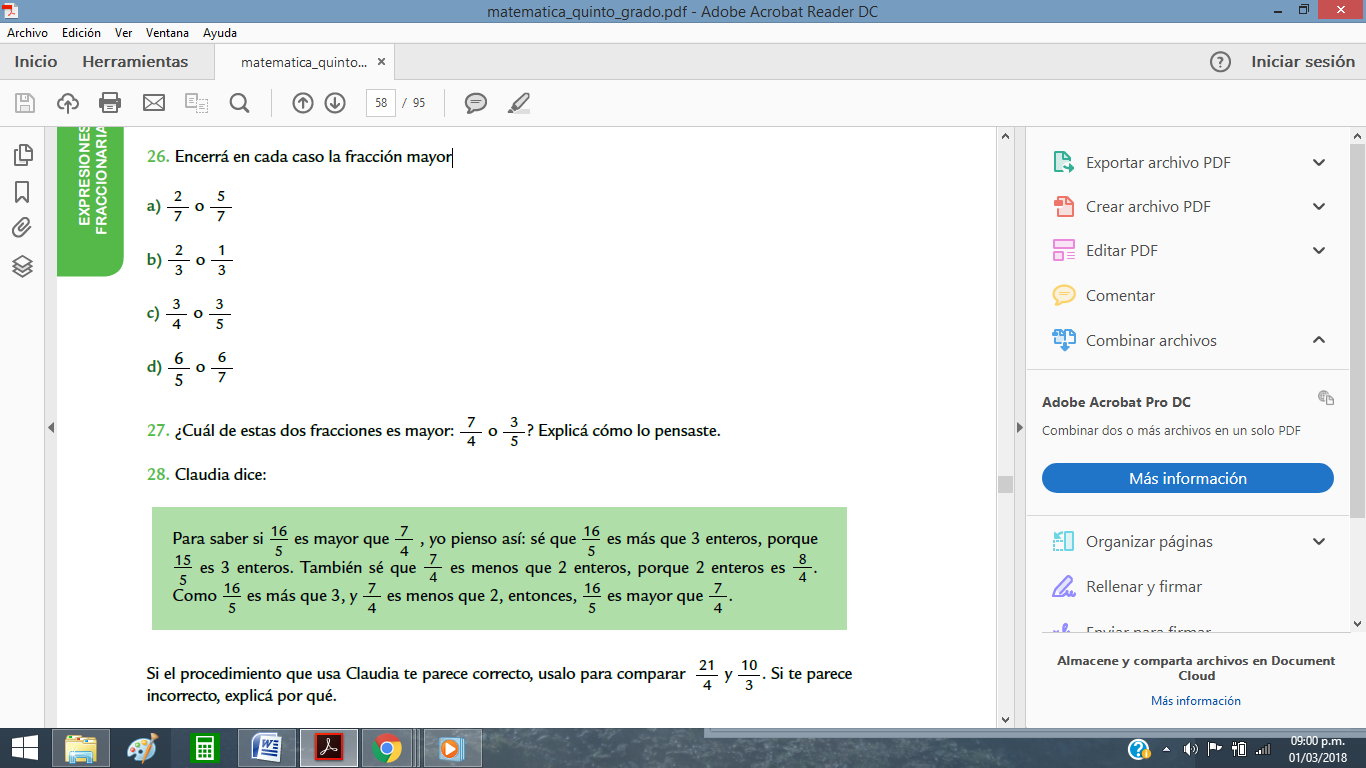 matematica_quinto_grado.pdf - Adobe Acrobat Reader DC
Archivo Edición Ver Ventana Ayuda
Inicio Herramientas matematica_quinto... × Iniciar sesión
58 / 95
EXPRESIONES
FRACCIONARIA
26. Encerrá en cada caso la fracción mayor
a) 2/7 o 5/7
b) 2/3 o 1/3
c) 3/4 o 3/5
d) 6/5 o 6/7
27. ¿Cuál de estas dos fracciones es mayor: 7/4 o 3/5? Explicá cómo lo pensaste.
28. Claudia dice:
Para saber si 16/5 es mayor que 7/4 , yo pienso así: sé que 16/5 es más que 3 enteros, porque
15/5 es 3 enteros. También sé que 7/4 es menos que 2 enteros, porque 2 enteros es 8/4.
Como 16/5 es más que 3, y 7/4 es menos que 2, entonces, 16/5 es mayor que 7/4.
Si el procedimiento que usa Claudia te parece correcto, usalo para comparar 21/4 y 10/3. Si te parece
incorrecto, explicá por qué.
Exportar archivo PDF
Crear archivo PDF
Editar PDF
Comentar
Combinar archivos
Adobe Acrobat Pro DC
Combinar dos o más archivos en un solo PDF
Más información
Organizar páginas
Rellenar y firmar
Enviar para firmar
Almacene y comparta archivos en Document
Cloud
Más información
09:00 p.m.
01/03/2018